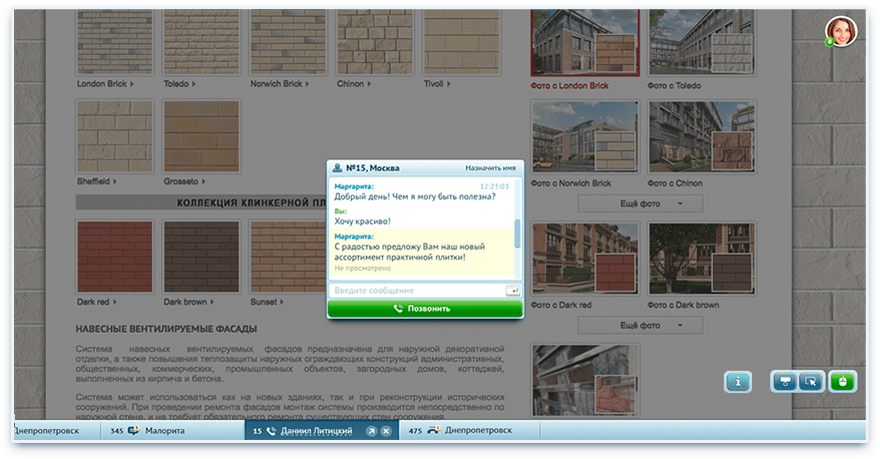 London Brick
Toledo
Norwich Brick
Chinon
Tivoli
Фото с London Brick
Фото с Toledo
Sheffield
Grosseto
Фото с Norwich Brick
Фото с Chinon
Ещё фото
КОЛЛЕКЦИЯ КЛИНКЕРНОЙ
№15, Москва
Назначить имя
Маргарита:
12:23:03
Добрый день! Чем я могу быть полезна?
Вы:
Хочу красиво!
Маргарита:
С радостью предложу Вам наш новый
ассортимент практичной плитки!
Не просмотрено
Введите сообщение
Позвонить
Dark red
Dark brown
Sunset
Фото с Dark red
Фото с Dark brown
Ещё фото
НАВЕСНЫЕ ВЕНТИЛИРУЕМЫЕ ФАСАДЫ
Система навесных вентилируемых фасадов предназначена для наружной декоративной
отделки, а также повышения теплозащиты наружных ограждающих конструкций административных,
общественных, коммерческих, промышленных объектов, загородных домов, коттеджей,
выполненных из кирпича и бетона.
Система может использоваться как на новых зданиях, так и при реконструкции исторических
сооружений. При проведении ремонта фасадов монтаж системы производится непосредственно по
наружной стене, и не требует обязательного ремонта существующих стен сооружения.
Днепропетровск
345 Малорита
15 Даниил Литицкий
475 Днепропетровск